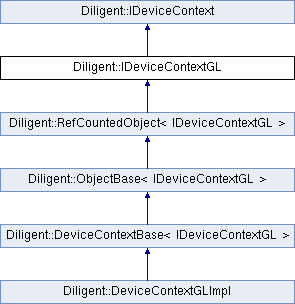 Diligent::IDeviceContext
Diligent::IDeviceContextGL
Diligent::RefCountedObject< IDeviceContextGL >
Diligent::ObjectBase< IDeviceContextGL >
Diligent::DeviceContextBase< IDeviceContextGL >
Diligent::DeviceContextGLImpl